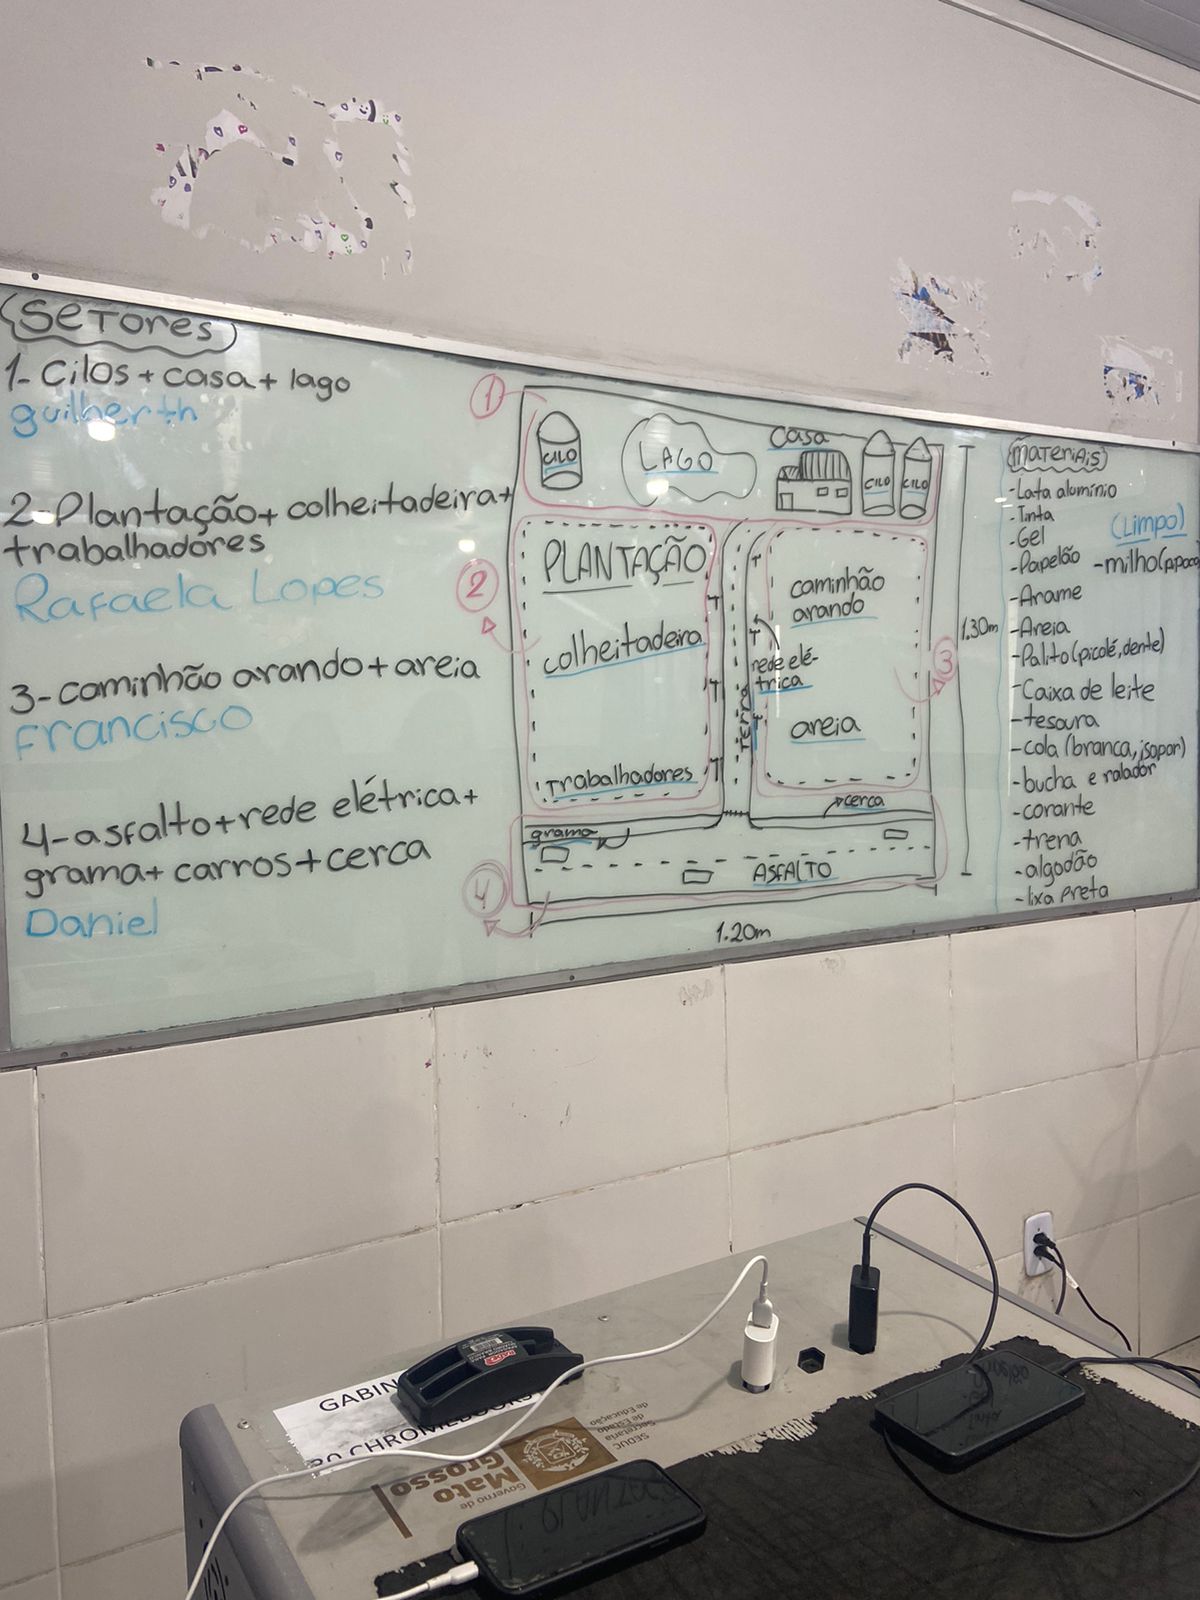 SETORES
1- Cilos + casa + lago
guilherth
2-Plantação+ colheitadeira+
trabalhadores
Rafaela Lopes
3-caminhão arando+areia
Francisco
4-asfalto+rede elétrica+
grama+ carros+cerca
Daniel
1
CILO
LAGO
casa
CILO
CILO
2
PLANTAÇÃO
colheitadeira
trabalhadores
terra
rede elé-
trica
caminhão
arando
areia
3
cerca
grama
4
ASFALTO
1.30m
1.20m
materiais
-Lata alumínio
-Tinta
(Limpo)
-Gel
-Papelão
-milho(pipoca
-Arame
-Areia
-Palito(picolé,dente)
-Caixa de leite
-tesoura
-cola (branca, isopor)
-bucha e ralador
-corante
-trena
-algodão
-lixa preta
GABIN
CHROMEBOOKS
Governo de
Mato
Grosso
SEDUC
Secretaria
de Estado
de Educação